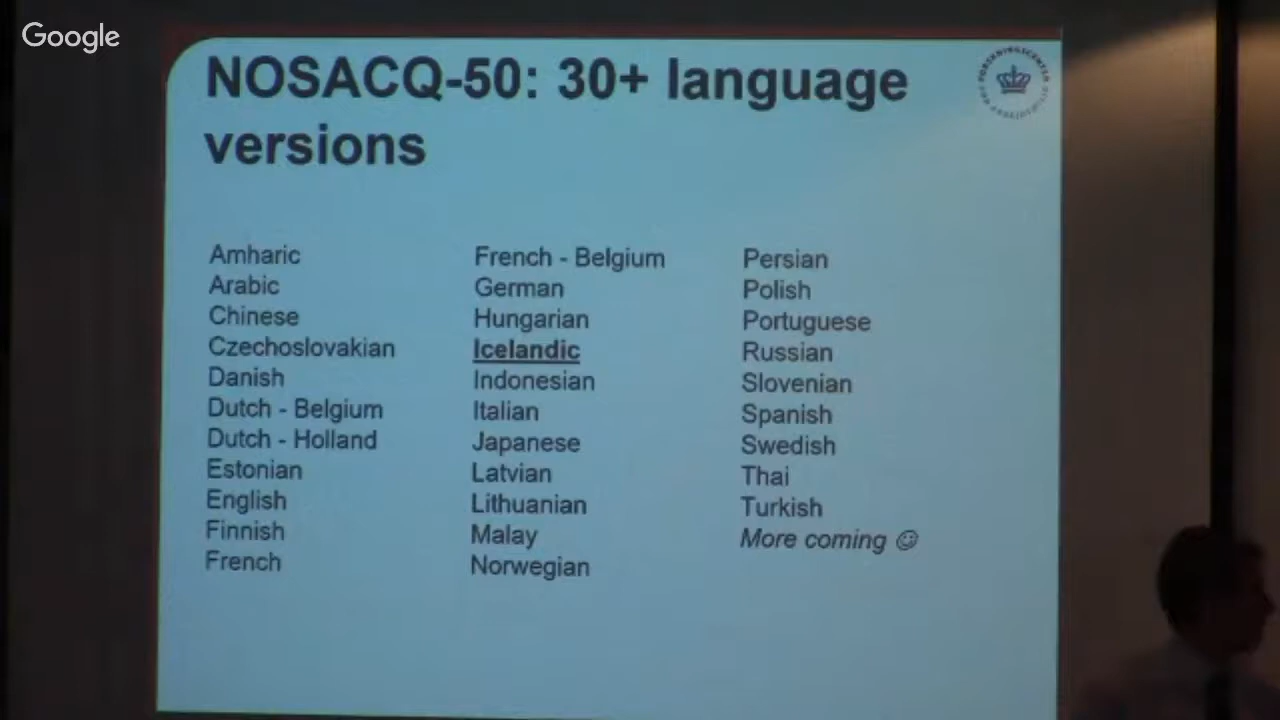 Google
NOSACQ-50: 30+ language
versions
Amharic
Arabic
Chinese
Czechoslovakian
Danish
Dutch - Belgium
Dutch - Holland
Estonian
English
Finnish
French
French - Belgium
German
Hungarian
Icelandic
Indonesian
Italian
Japanese
Latvian
Lithuanian
Malay
Norwegian
Persian
Polish
Portuguese
Russian
Slovenian
Spanish
Swedish
Thai
Turkish
More coming ☺